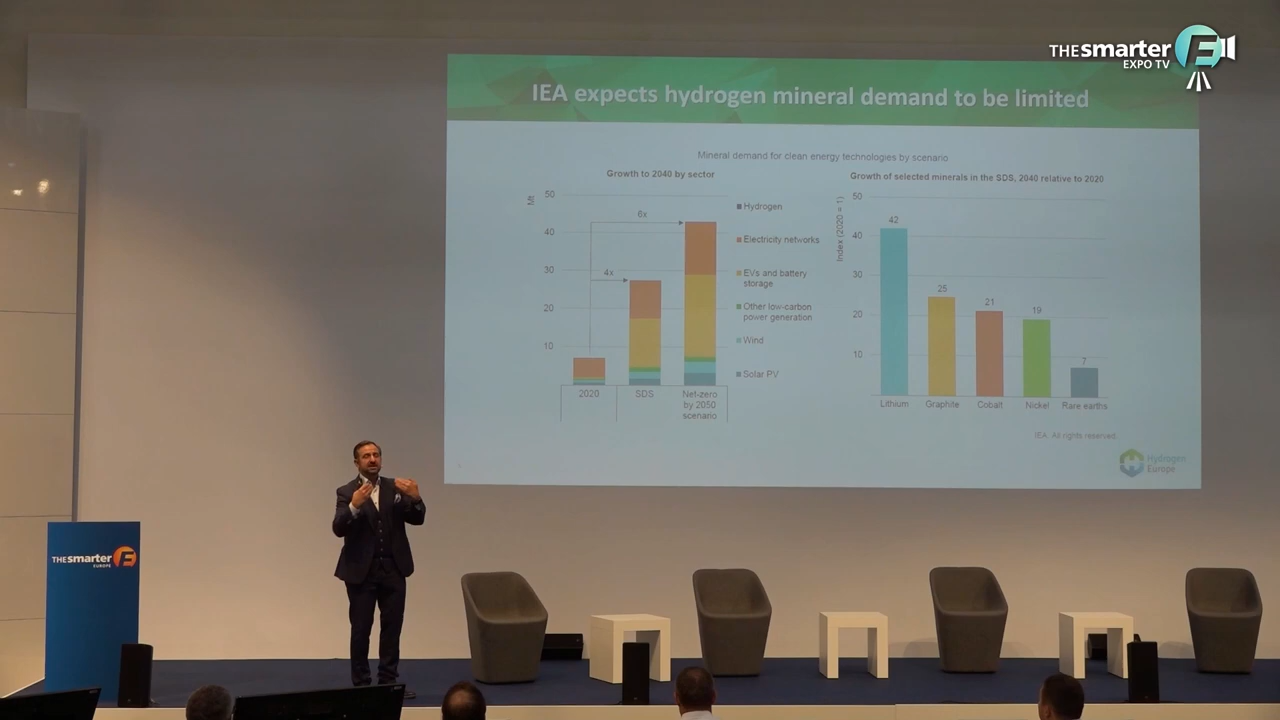 THE smarter E
EXPO TV
IEA expects hydrogen mineral demand to be limited
Mineral demand for clean energy technologies by scenario
Growth to 2040 by sector
Mt
50
40
30
20
10
6x
4x
2020
SDS
Net-zero
by 2050
scenario
Hydrogen
Electricity networks
EVs and battery
storage
Other low-carbon
power generation
Wind
Solar PV
Growth of selected minerals in the SDS, 2040 relative to 2020
Index (2020 = 1)
50
40
30
20
10
42
25
21
19
7
Lithium
Graphite
Cobalt
Nickel
Rare earths
IEA. All rights reserved
Hydrogen
Europe
THE smarter E
EUROPE